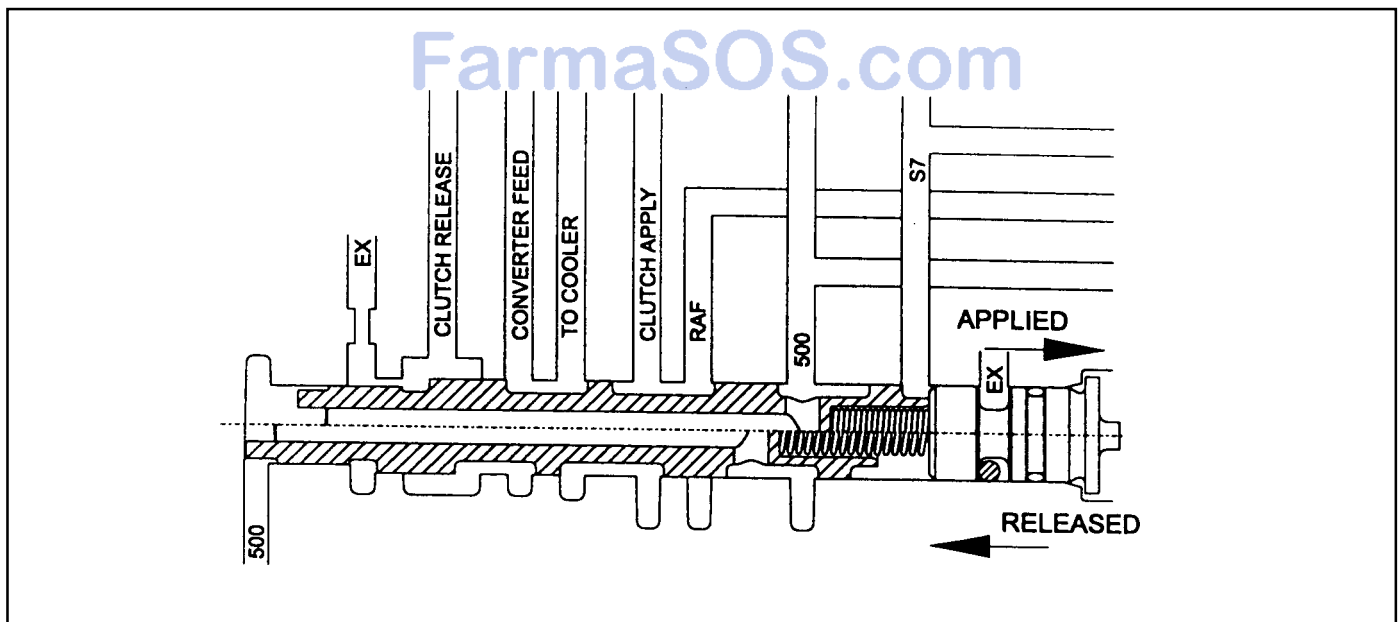 FarmaSOS.com
EX
CLUTCH RELEASE
CONVERTER FEED
TO COOLER
CLUTCH APPLY
RAF
500
S7
APPLIED
EX
500
RELEASED